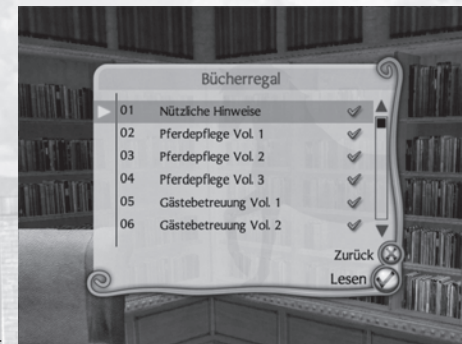 Bücherregal
01 Nützliche Hinweise
02 Pferdepflege Vol. 1
03 Pferdepflege Vol. 2
04 Pferdepflege Vol. 3
05 Gästebetreuung Vol. 1
06 Gästebetreuung Vol. 2
Zurück
Lesen